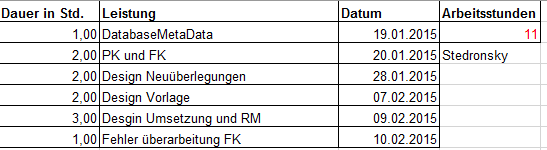 Dauer in Std. Leistung Datum Arbeitsstunden
1,00 DatabaseMetaData 19.01.2015 11
2,00 PK und FK 20.01.2015 Stedronsky
2,00 Design Neuüberlegungen 28.01.2015
2,00 Design Vorlage 07.02.2015
3,00 Desgin Umsetzung und RM 09.02.2015
1,00 Fehler überarbeitung FK 10.02.2015